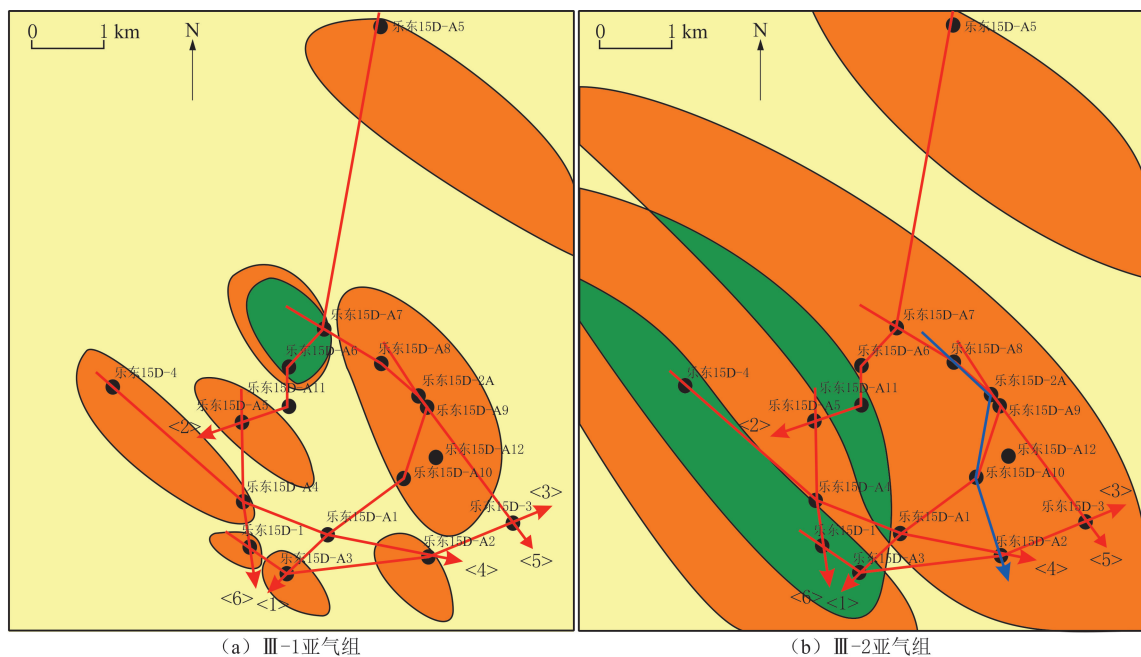 0 1 km
N
乐东15D-A5
乐东15D-A7
乐东15D-A6
乐东15D-A8
乐东15D-4
乐东15D-A11
乐东15D-2A
乐东15D-A5
乐东15D-A9
<2>
乐东15D-A12
乐东15D-A10
乐东15D-A4
<3>
乐东15D-3
乐东15D-1
乐东15D-A1
乐东15D-A2
乐东15D-A3
<4>
<5>
<6>
<1>
(a) Ⅲ-1亚气组
0 1 km
N
乐东15D-A5
乐东15D-A7
乐东15D-A6
乐东15D-A8
乐东15D-4
乐东15D-2A
乐东15D-A11
乐东15D-A5
乐东15D-A9
<2>
乐东15D-A12
乐东15D-A10
乐东15D-A4
<3>
乐东15D-3
乐东15D-1
乐东15D-A1
乐东15D-A2
乐东15D-A3
<4>
<5>
<6>
<1>
(b) Ⅲ-2亚气组